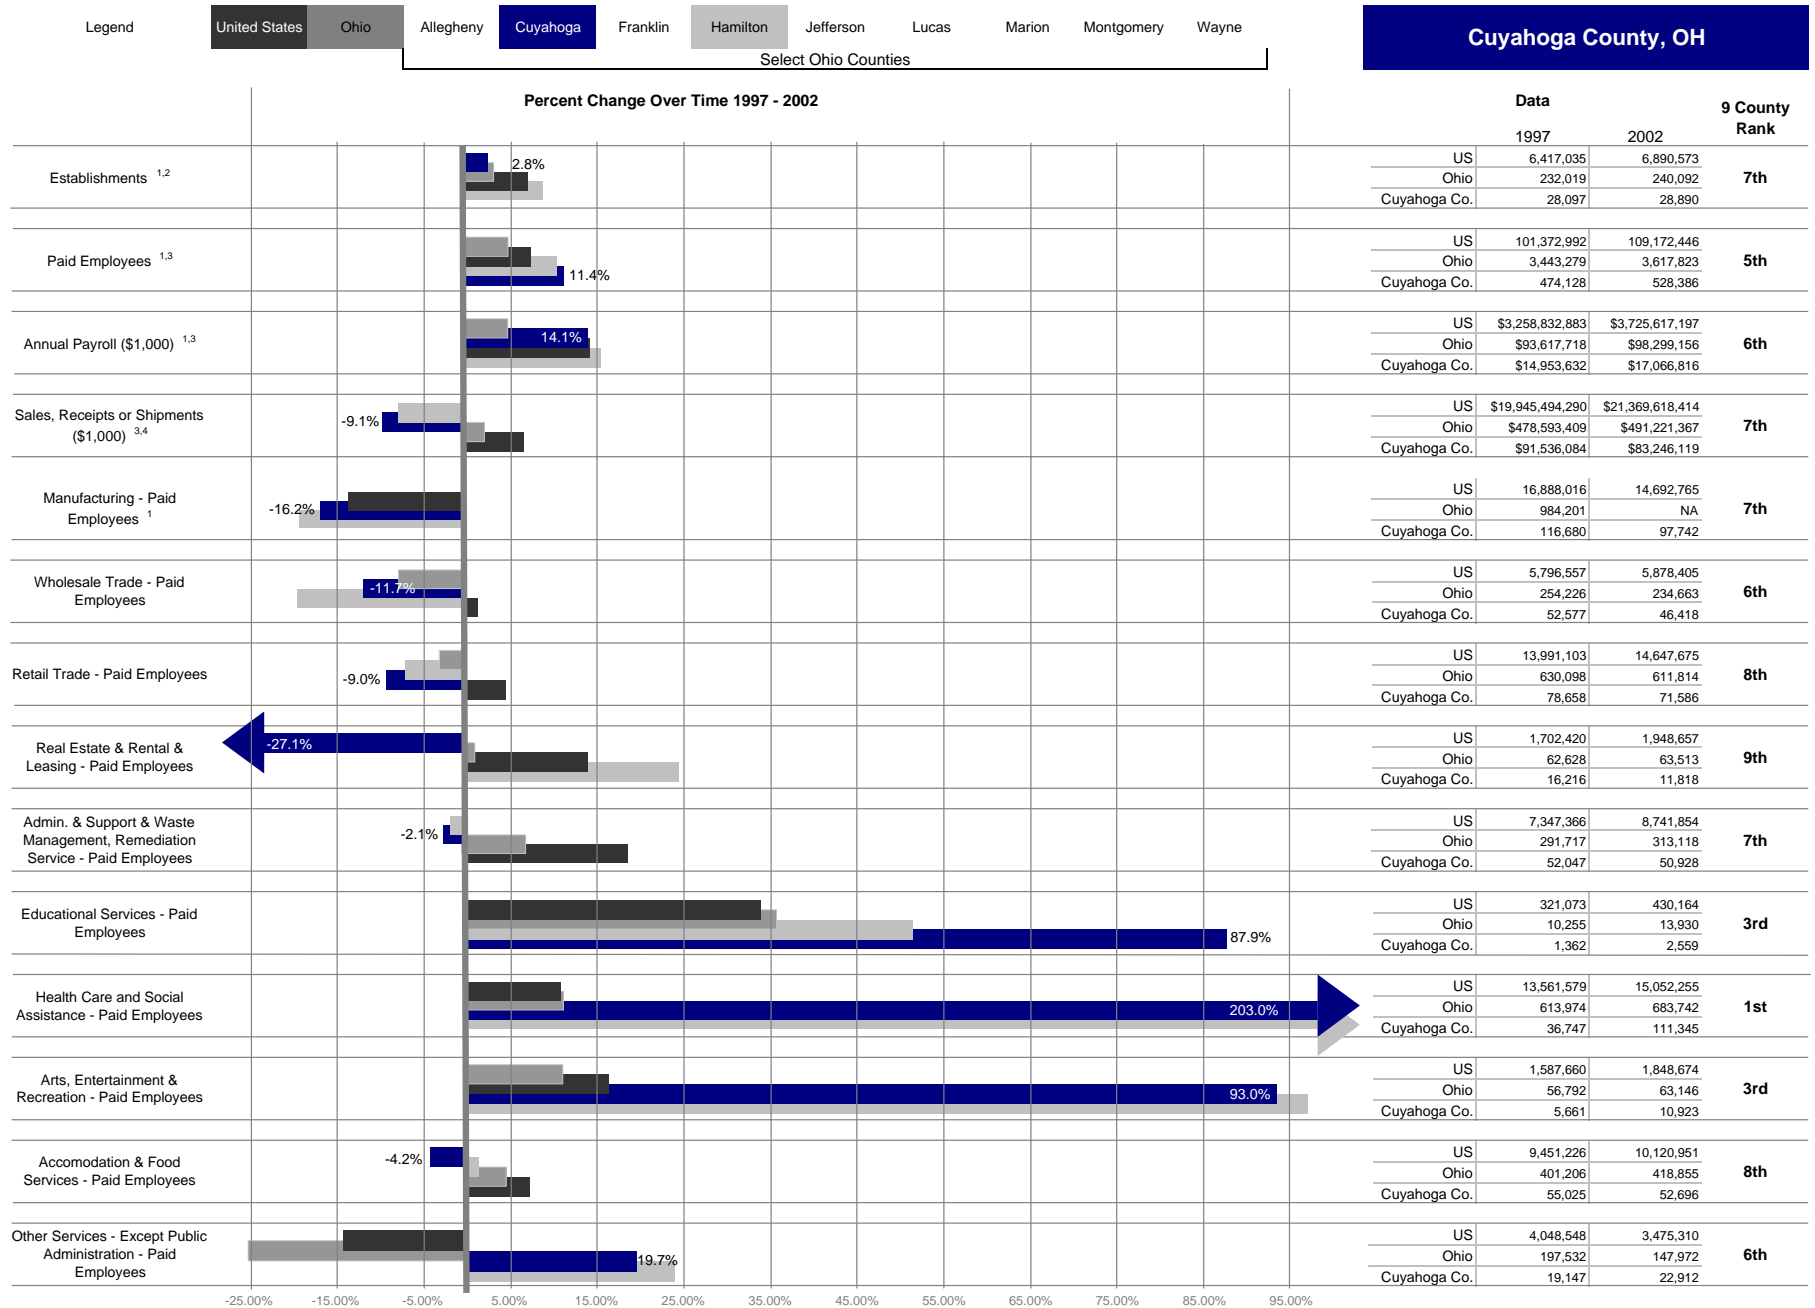 Legend United States Ohio Allegheny Cuyahoga Franklin Hamilton Jefferson Lucas Marion Montgomery Wayne
Select Ohio Counties
Cuyahoga County, OH
Percent Change Over Time 1997 - 2002
Data
9 County
Rank
1997 2002
Establishments 1,2
2.8%
US 6,417,035 6,890,573
Ohio 232,019 240,092
Cuyahoga Co. 28,097 28,890
7th
Paid Employees 1,3
11.4%
US 101,372,992 109,172,446
Ohio 3,443,279 3,617,823
Cuyahoga Co. 474,128 528,386
5th
Annual Payroll ($1,000) 1,3
14.1%
US $3,258,832,883 $3,725,617,197
Ohio $93,617,718 $98,299,156
Cuyahoga Co. $14,953,632 $17,066,816
6th
Sales, Receipts or Shipments
($1,000) 3,4
-9.1%
US $19,945,494,290 $21,369,618,414
Ohio $478,593,409 $491,221,367
Cuyahoga Co. $91,536,084 $83,246,119
7th
Manufacturing - Paid
Employees 1
-16.2%
US 16,888,016 14,692,765
Ohio 984,201 NA
Cuyahoga Co. 116,680 97,742
7th
Wholesale Trade - Paid
Employees
-11.7%
US 5,796,557 5,878,405
Ohio 254,226 234,663
Cuyahoga Co. 52,577 46,418
6th
Retail Trade - Paid Employees
-9.0%
US 13,991,103 14,647,675
Ohio 630,098 611,814
Cuyahoga Co. 78,658 71,586
8th
Real Estate & Rental &
Leasing - Paid Employees
-27.1%
US 1,702,420 1,948,657
Ohio 62,628 63,513
Cuyahoga Co. 16,216 11,818
9th
Admin. & Support & Waste
Management, Remediation
Service - Paid Employees
-2.1%
US 7,347,366 8,741,854
Ohio 291,717 313,118
Cuyahoga Co. 52,047 50,928
7th
Educational Services - Paid
Employees
87.9%
US 321,073 430,164
Ohio 10,255 13,930
Cuyahoga Co. 1,362 2,559
3rd
Health Care and Social
Assistance - Paid Employees
203.0%
US 13,561,579 15,052,255
Ohio 613,974 683,742
Cuyahoga Co. 36,747 111,345
1st
Arts, Entertainment &
Recreation - Paid Employees
93.0%
US 1,587,660 1,848,674
Ohio 56,792 63,146
Cuyahoga Co. 5,661 10,923
3rd
Accomodation & Food
Services - Paid Employees
-4.2%
US 9,451,226 10,120,951
Ohio 401,206 418,855
Cuyahoga Co. 55,025 52,696
8th
Other Services - Except Public
Administration - Paid
Employees
19.7%
US 4,048,548 3,475,310
Ohio 197,532 147,972
Cuyahoga Co. 19,147 22,912
6th
-25.00% -15.00% -5.00% 5.00% 15.00% 25.00% 35.00% 45.00% 55.00% 65.00% 75.00% 85.00% 95.00%